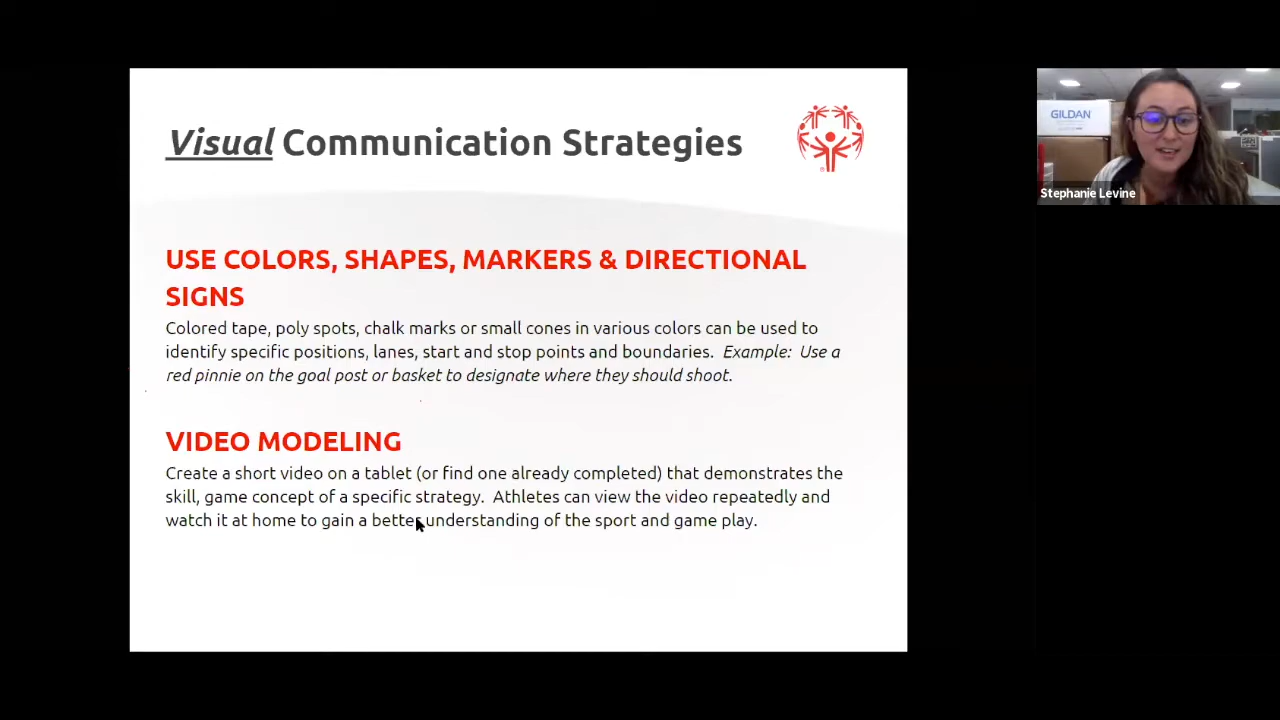 Visual Communication Strategies
USE COLORS, SHAPES, MARKERS & DIRECTIONAL
SIGNS
Colored tape, poly spots, chalk marks or small cones in various colors can be used to
identify specific positions, lanes, start and stop points and boundaries.  Example:  Use a
red pinnie on the goal post or basket to designate where they should shoot.
VIDEO MODELING
Create a short video on a tablet (or find one already completed) that demonstrates the
skill, game concept of a specific strategy.  Athletes can view the video repeatedly and
watch it at home to gain a better understanding of the sport and game play.
GILDAN
Stephanie Levine